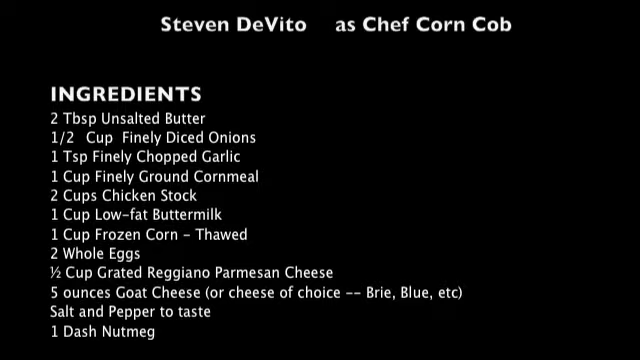 Steven DeVito as Chef Corn Cob
INGREDIENTS
2 Tbsp Unsalted Butter
1/2 Cup Finely Diced Onions
1 Tsp Finely Chopped Garlic
1 Cup Finely Ground Cornmeal
2 Cups Chicken Stock
1 Cup Low-fat Buttermilk
1 Cup Frozen Corn - Thawed
2 Whole Eggs
½ Cup Grated Reggiano Parmesan Cheese
5 ounces Goat Cheese (or cheese of choice -- Brie, Blue, etc)
Salt and Pepper to taste
1 Dash Nutmeg